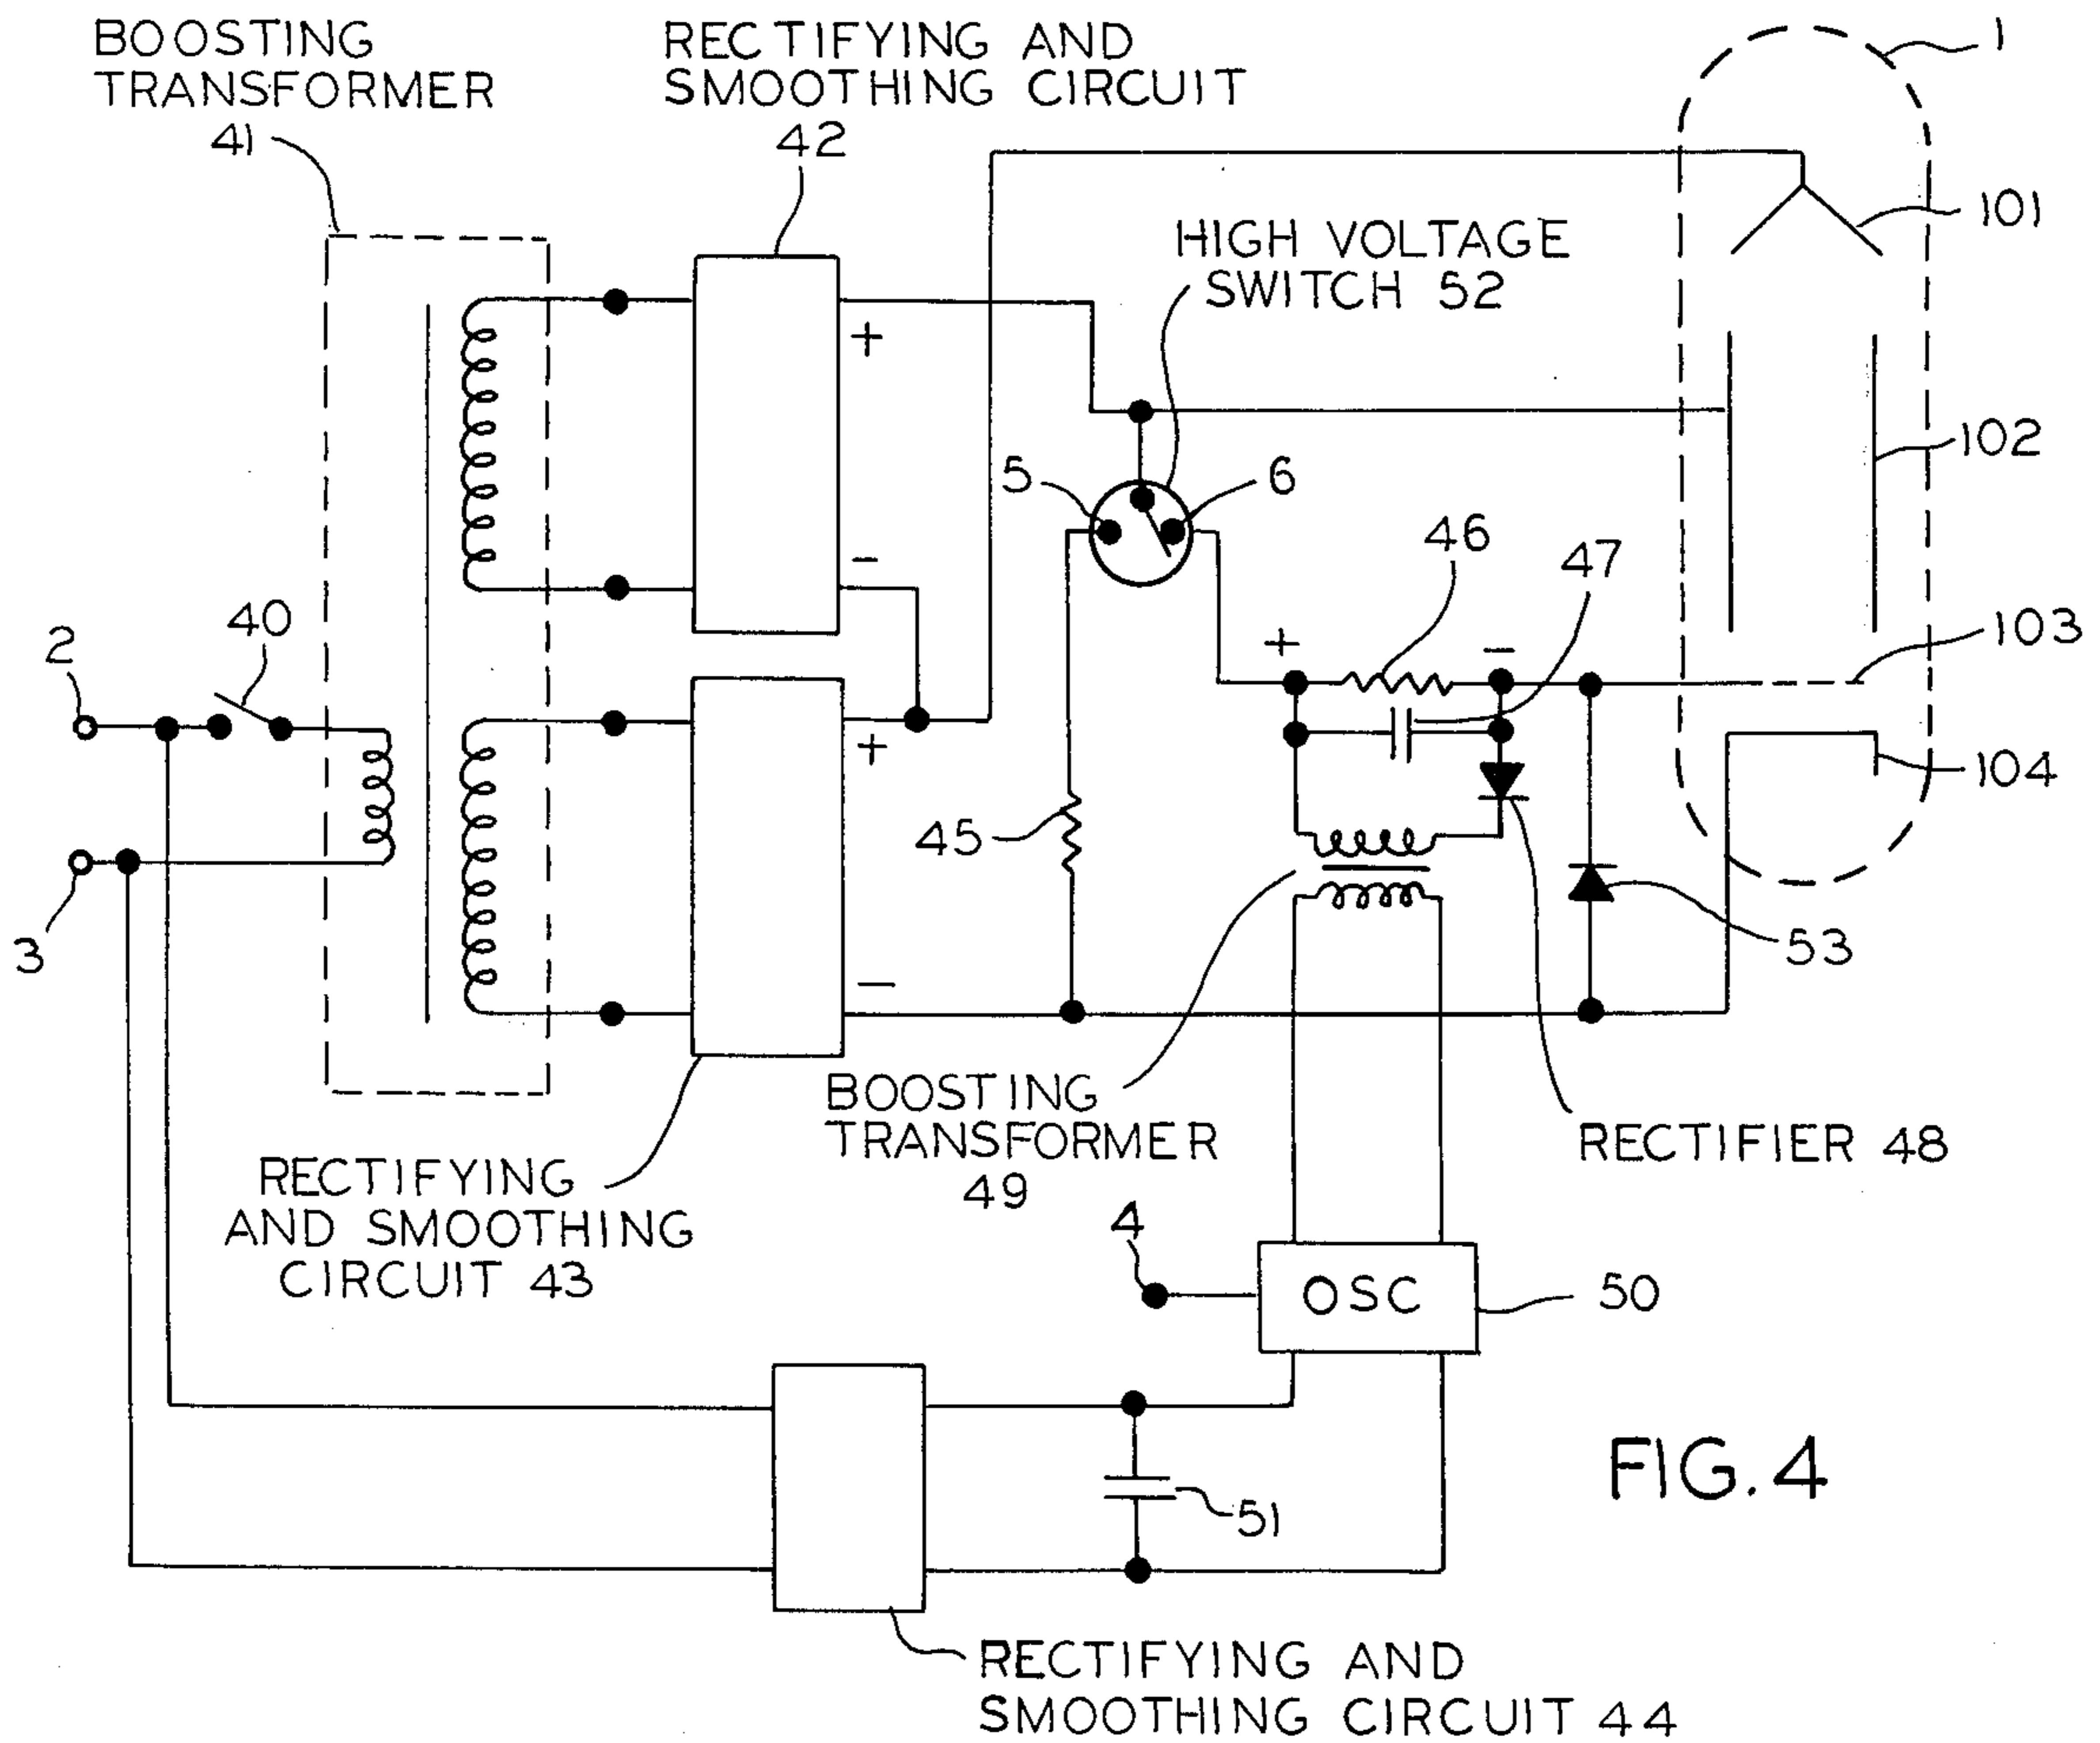 BOOSTING
TRANSFORMER
41
RECTIFYING AND
SMOOTHING CIRCUIT
42
1
101
HIGH VOLTAGE
SWITCH 52
102
5
6
46
47
+
−
40
2
+
−
103
+
104
45
3
53
−
BOOSTING
TRANSFORMER
49
RECTIFIER 48
RECTIFYING
AND SMOOTHING
CIRCUIT 43
4
OSC
50
51
FIG. 4
RECTIFYING AND
SMOOTHING CIRCUIT 44